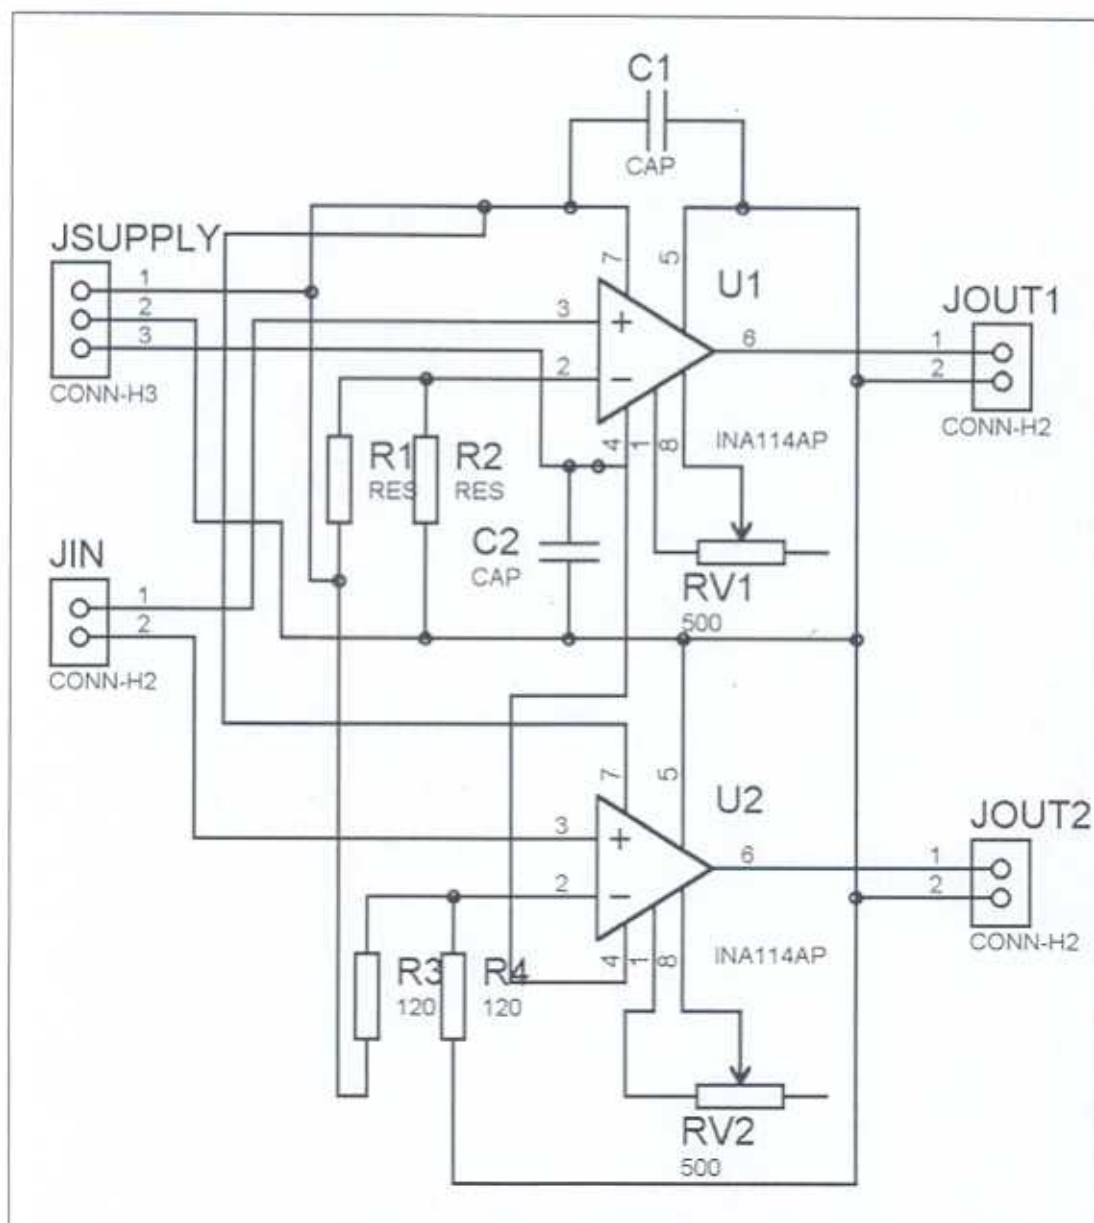 C1
CAP
JSUPPLY
1
2
3
CONN-H3
7
5
U1
JOUT1
3
+
2
−
6
1
2
4
1
8
INA114AP
CONN-H2
R1
RES
R2
RES
C2
CAP
RV1
500
JIN
1
2
CONN-H2
7
5
U2
JOUT2
3
+
2
−
6
1
2
4
1
8
INA114AP
CONN-H2
R3
120
R4
120
RV2
500